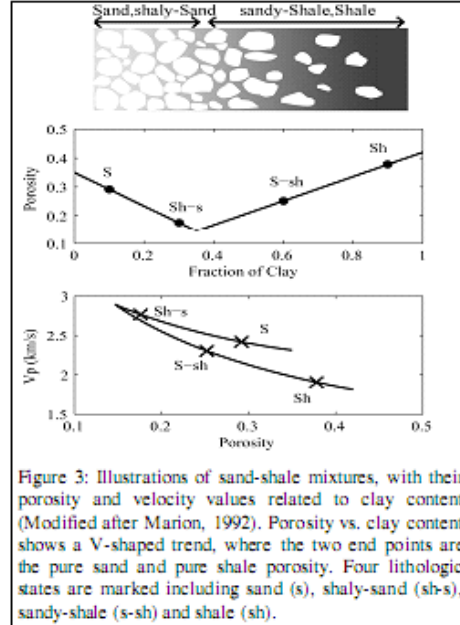 Sand,shaly-Sand sandy-Shale,Shale
0.5
0.4
0.3
0.2
0.1
Porosity
S
Sh-s
S-sh
Sh
0 0.2 0.4 0.6 0.8 1
Fraction of Clay
3
2.5
2
1.5
Vp (km/s)
Sh-s
S
S-sh
Sh
0.1 0.2 0.3 0.4 0.5
Porosity
Figure 3: Illustrations of sand-shale mixtures, with their
porosity and velocity values related to clay content
(Modified after Marion, 1992). Porosity vs. clay content
shows a V-shaped trend, where the two end points are
the pure sand and pure shale porosity. Four lithologic
states are marked including sand (s), shaly-sand (sh-s),
sandy-shale (s-sh) and shale (sh).